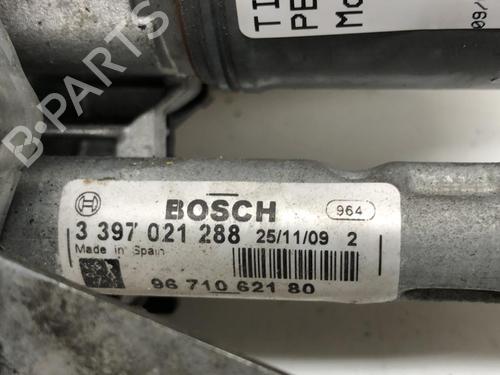 TI
PE
Mo
09/
B-PARTS
BOSCH
964
3 397 021 288 25/11/09 2
Made in Spain
96 710 621 80